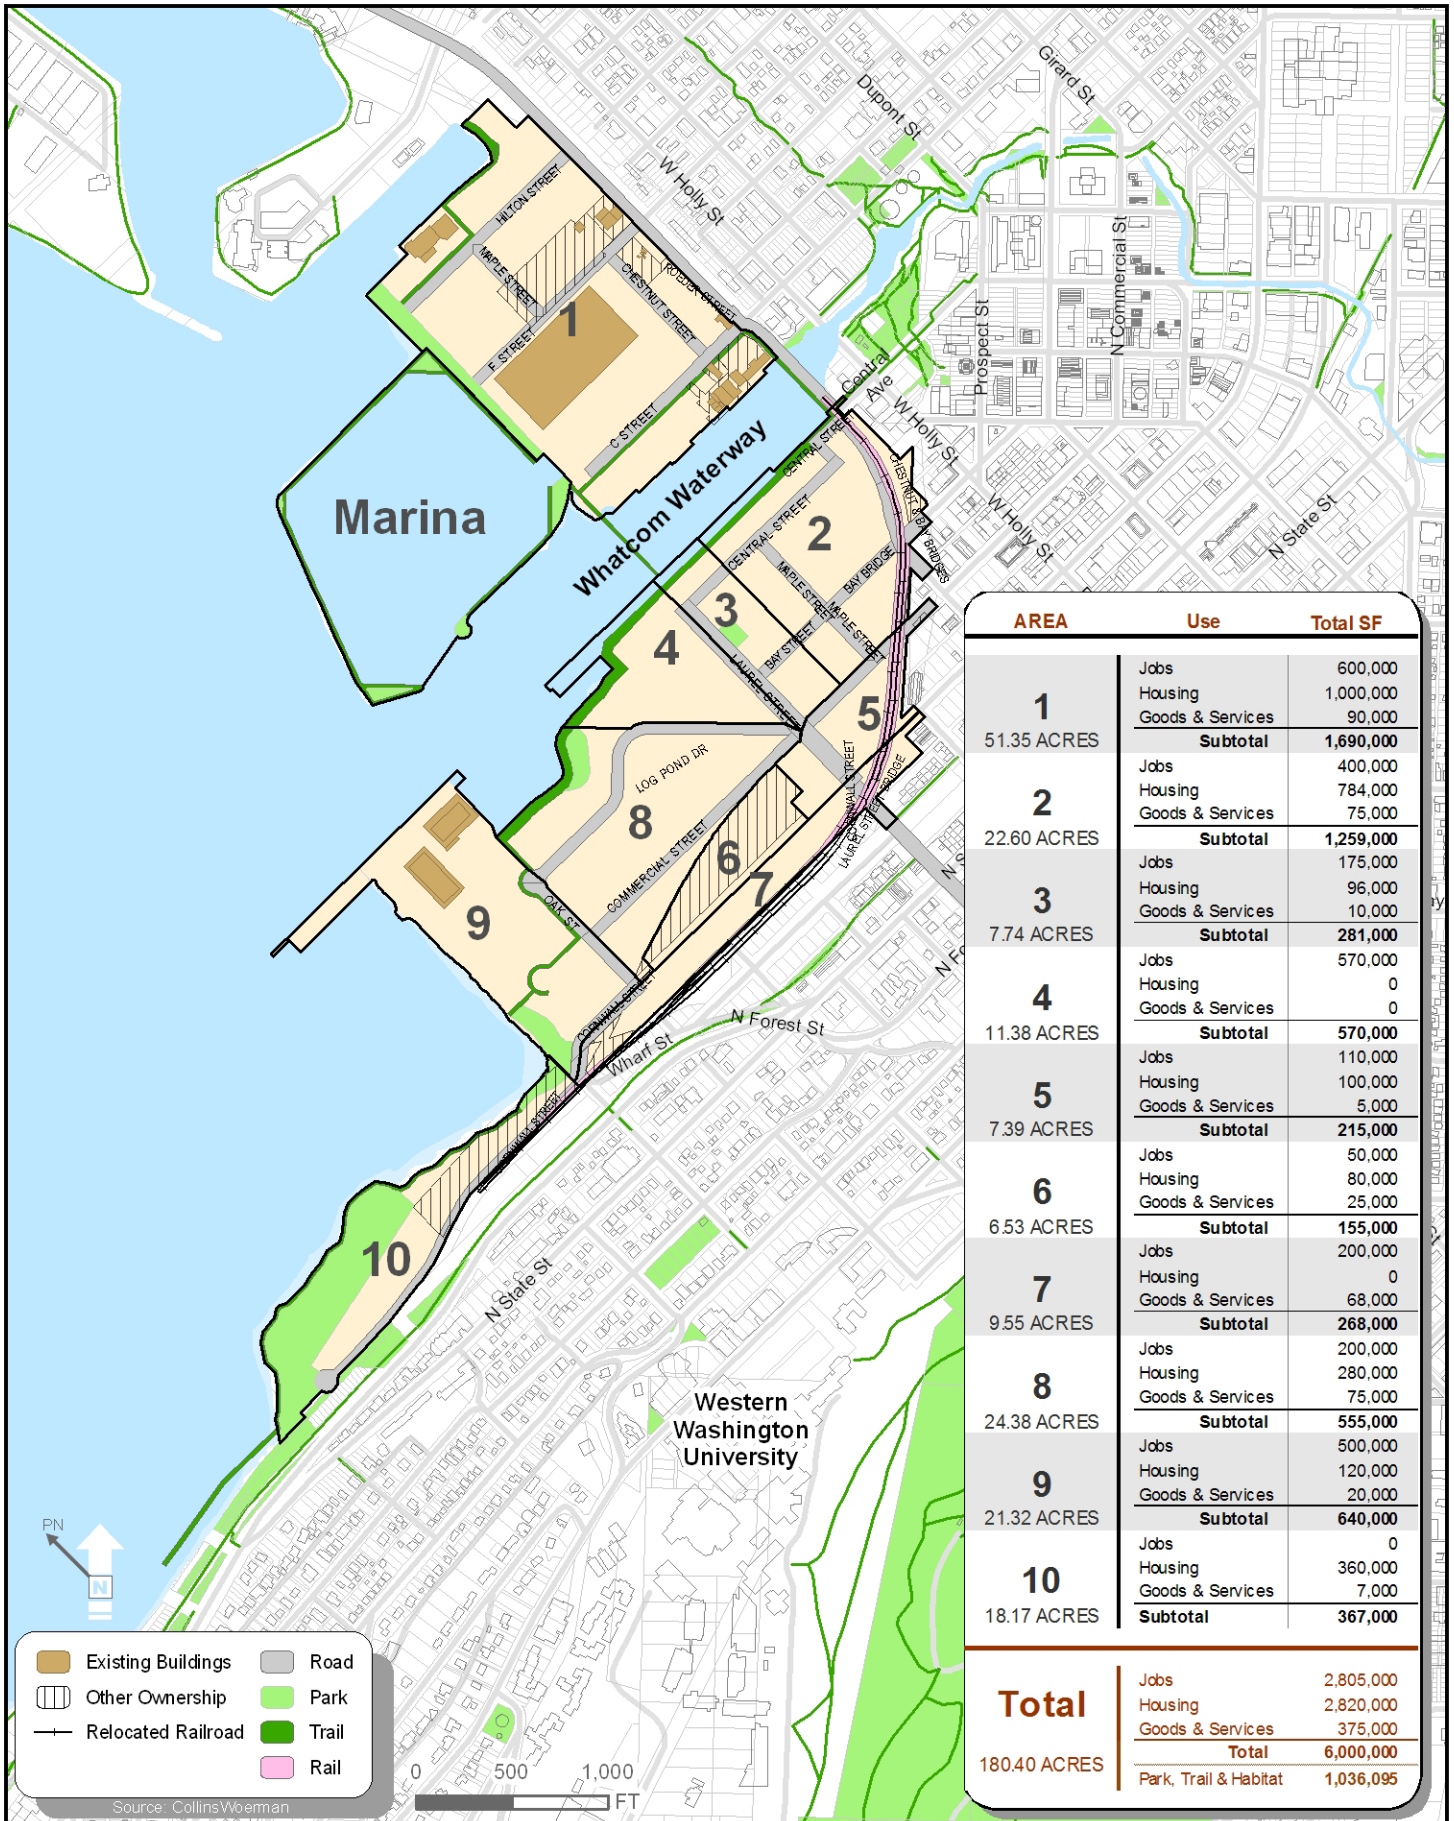 Girard St
Dupont St
W Holly St
HILTON STREET
MAPLE STREET
CHESTNUT STREET
ROEDER STREET
1
F STREET
C STREET
N Commercial St
Prospect St
Central
Ave
W Holly St
Marina
Whatcom Waterway
CENTRAL STREET
CHESTNUT & BAY BRIDGES
W Holly St
N State St
2
CENTRAL STREET
BAY BRIDGE
MAPLE STREET
MAPLE STREET
3
BAY STREET
4
LAUREL STREET
5
LOG POND DR
LAUREL STREET BRIDGE
8
COMMERCIAL STREET
6
7
OAK ST
9
CORNWALL STREET
Wharf St
N Forest St
10
N State St
Western
Washington
University
AREA Use Total SF
1
51.35 ACRES
Jobs 600,000
Housing 1,000,000
Goods & Services 90,000
Subtotal 1,690,000
2
22.60 ACRES
Jobs 400,000
Housing 784,000
Goods & Services 75,000
Subtotal 1,259,000
3
7.74 ACRES
Jobs 175,000
Housing 96,000
Goods & Services 10,000
Subtotal 281,000
4
11.38 ACRES
Jobs 570,000
Housing 0
Goods & Services 0
Subtotal 570,000
5
7.39 ACRES
Jobs 110,000
Housing 100,000
Goods & Services 5,000
Subtotal 215,000
6
6.53 ACRES
Jobs 50,000
Housing 80,000
Goods & Services 25,000
Subtotal 155,000
7
9.55 ACRES
Jobs 200,000
Housing 0
Goods & Services 68,000
Subtotal 268,000
8
24.38 ACRES
Jobs 200,000
Housing 280,000
Goods & Services 75,000
Subtotal 555,000
9
21.32 ACRES
Jobs 500,000
Housing 120,000
Goods & Services 20,000
Subtotal 640,000
10
18.17 ACRES
Jobs 0
Housing 360,000
Goods & Services 7,000
Subtotal 367,000
Total
180.40 ACRES
Jobs 2,805,000
Housing 2,820,000
Goods & Services 375,000
Total 6,000,000
Park, Trail & Habitat 1,036,095
PN
N
Existing Buildings
Other Ownership
Relocated Railroad
Road
Park
Trail
Rail
Source: CollinsWoerman
0 500 1,000
FT